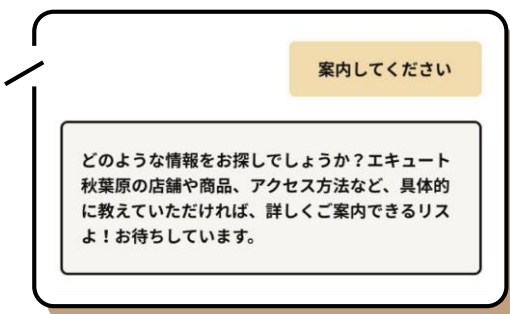 案内してください
どのような情報をお探しでしょうか？エキュート
秋葉原の店舗や商品、アクセス方法など、具体的
に教えていただければ、詳しくご案内できるリス
よ！お待ちしています。